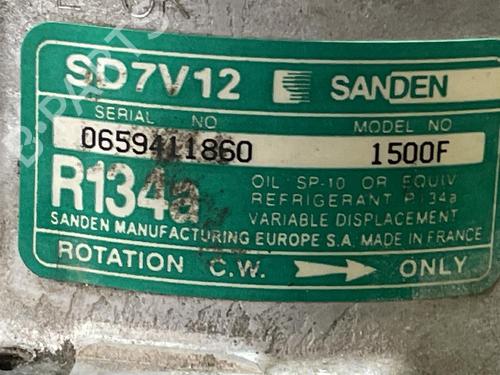 SD7V12 SANDEN
SERIAL NO MODEL NO
0659411860 1500F
R134a
OIL SP-10 OR EQUIV
REFRIGERANT R134a
VARIABLE DISPLACEMENT
SANDEN MANUFACTURING EUROPE S.A. MADE IN FRANCE
ROTATION C.W. ONLY